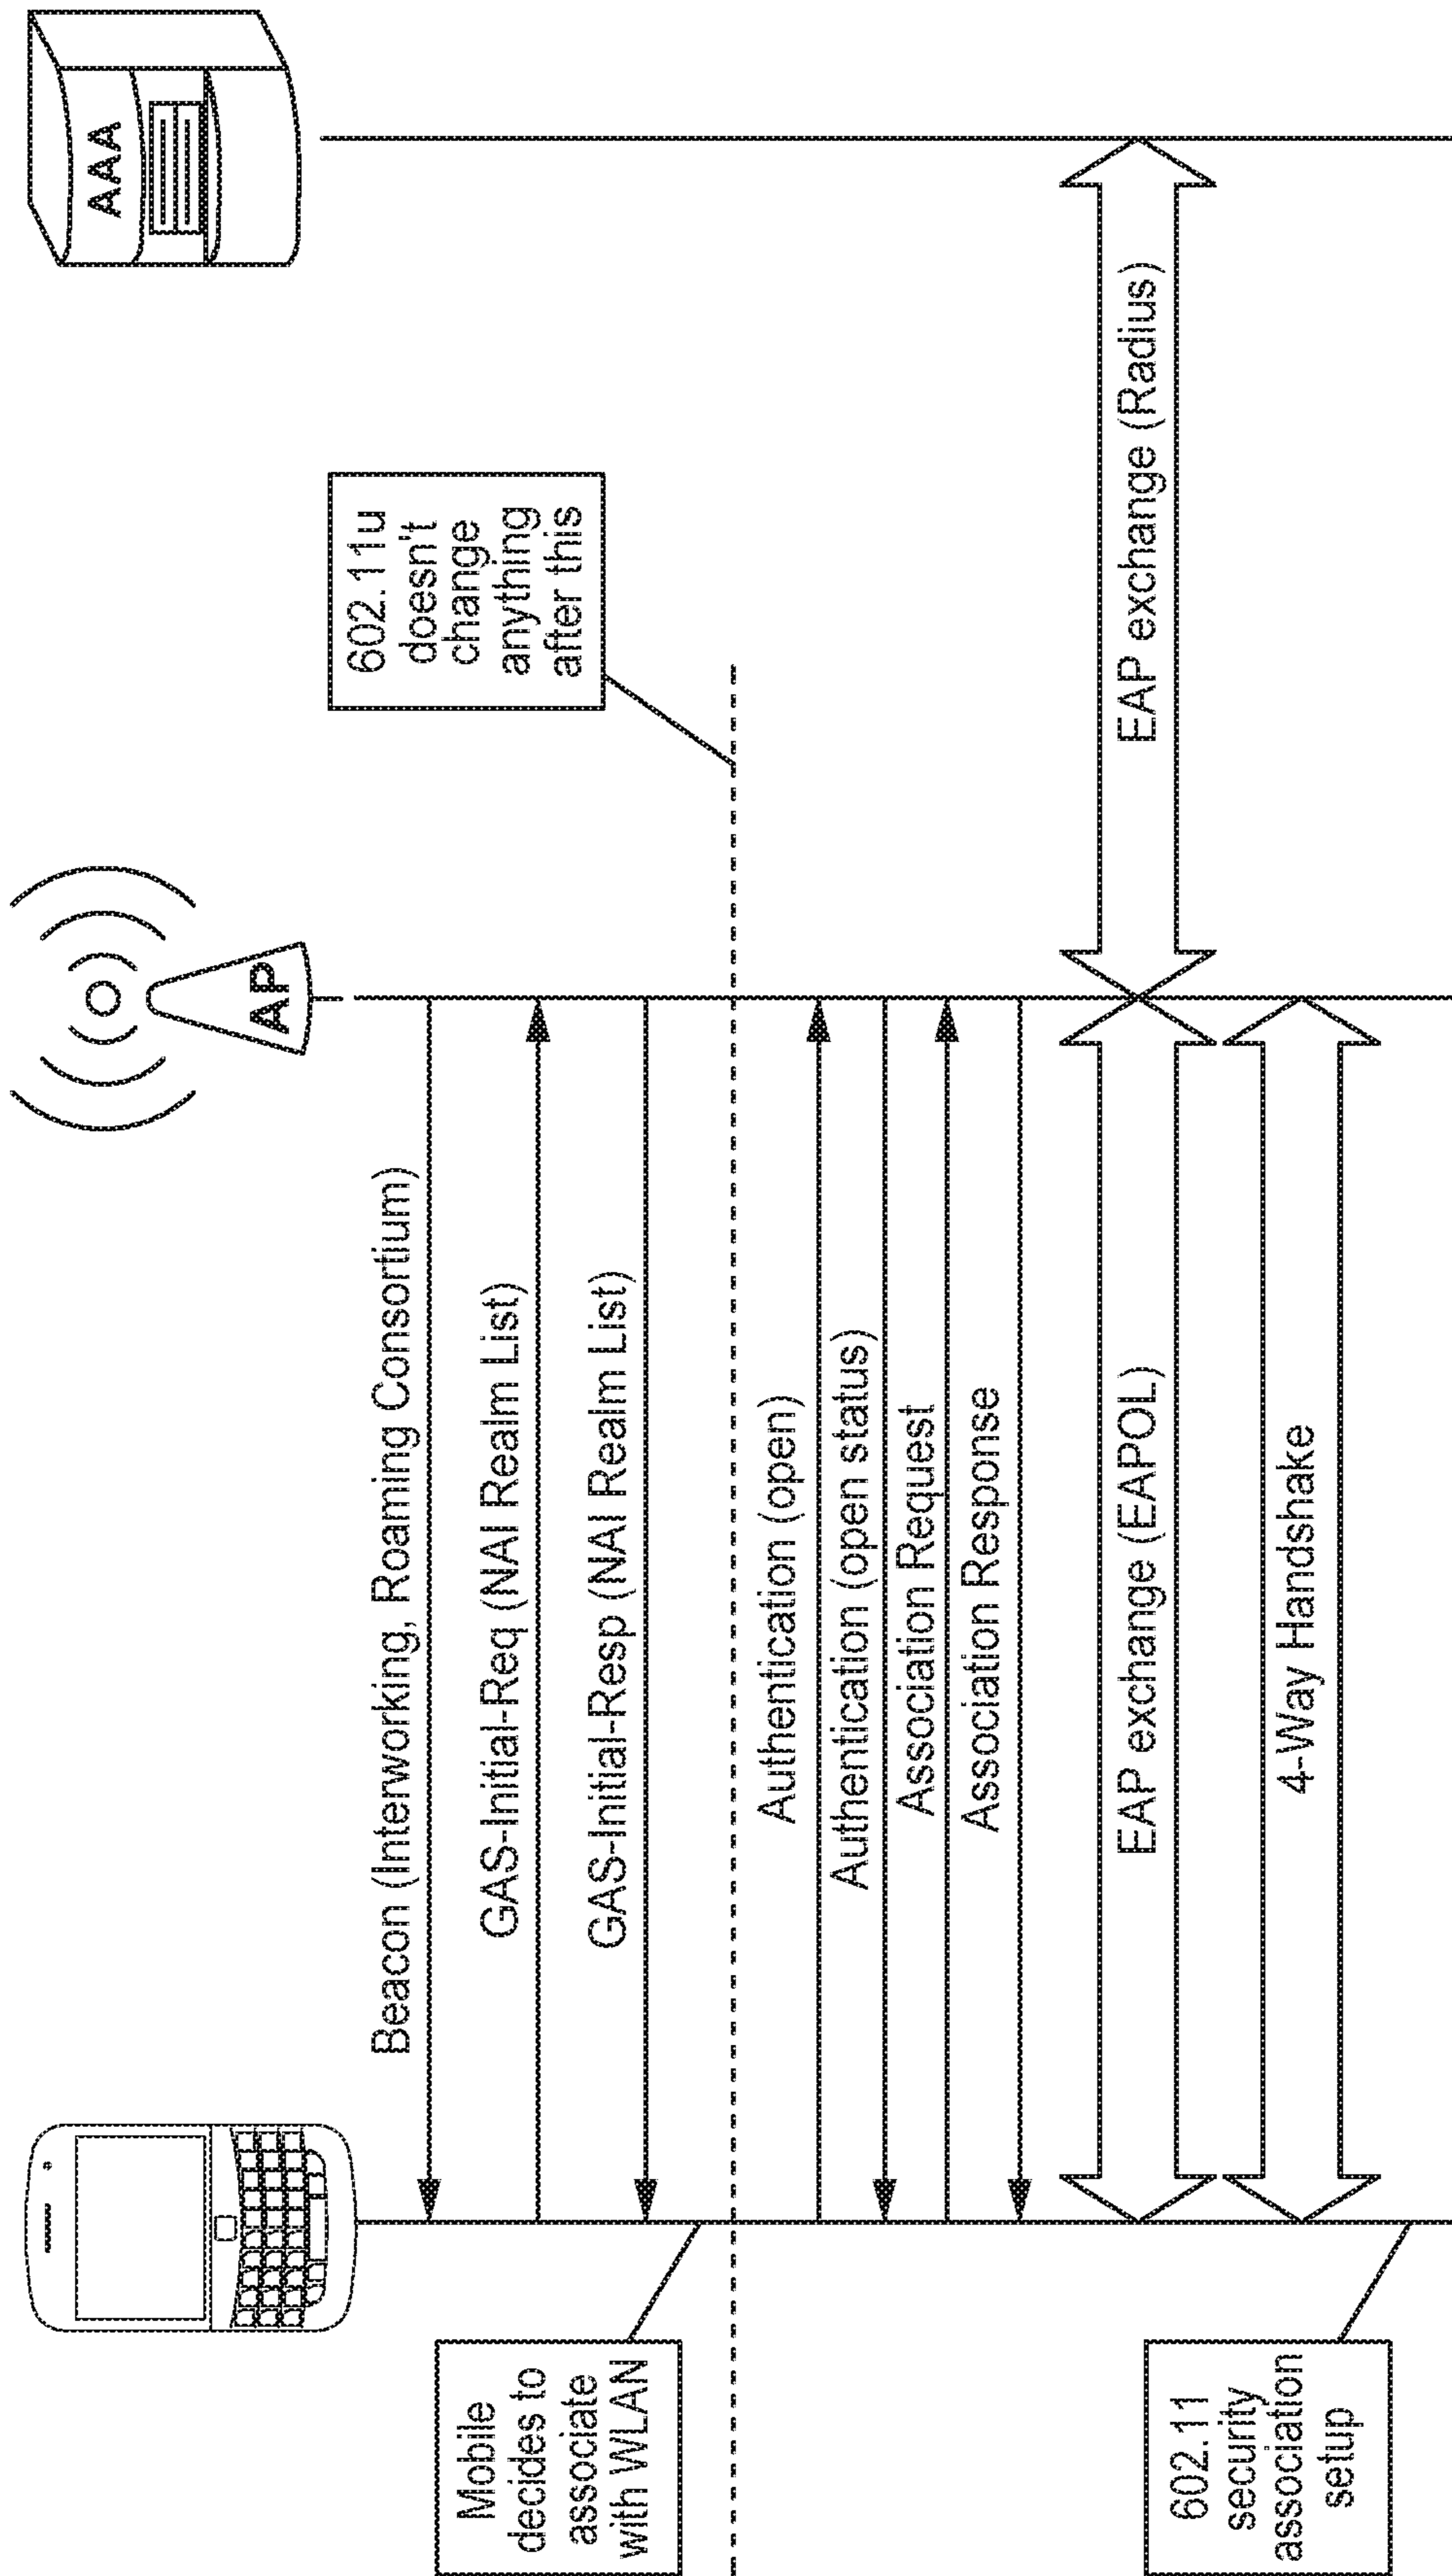 AP
AAA
Beacon (Interworking, Roaming Consortium)
GAS-Initial-Req (NAI Realm List)
GAS-Initial-Resp (NAI Realm List)
Mobile
decides to
associate
with WLAN
602.11u
doesn't
change
anything
after this
Authentication (open)
Authentication (open status)
Association Request
Association Response
EAP exchange (EAPOL)
EAP exchange (Radius)
4-Way Handshake
602.11
security
association
setup